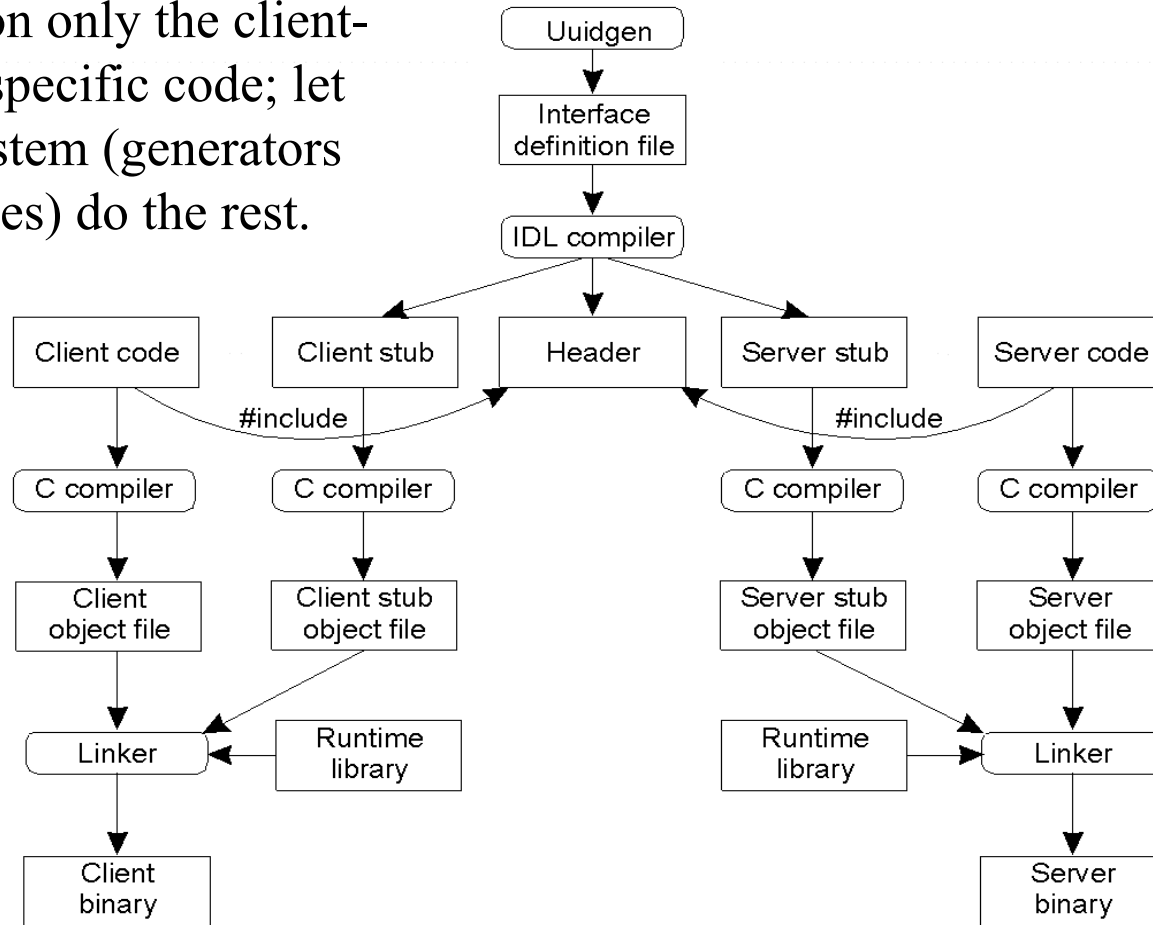 on only the client-
specific code; let
stem (generators
es) do the rest.
Uuidgen
Interface
definition file
IDL compiler
Client code
Client stub
Header
Server stub
Server code
#include
#include
C compiler
C compiler
C compiler
C compiler
Client
object file
Client stub
object file
Server stub
object file
Server
object file
Linker
Runtime
library
Runtime
library
Linker
Client
binary
Server
binary